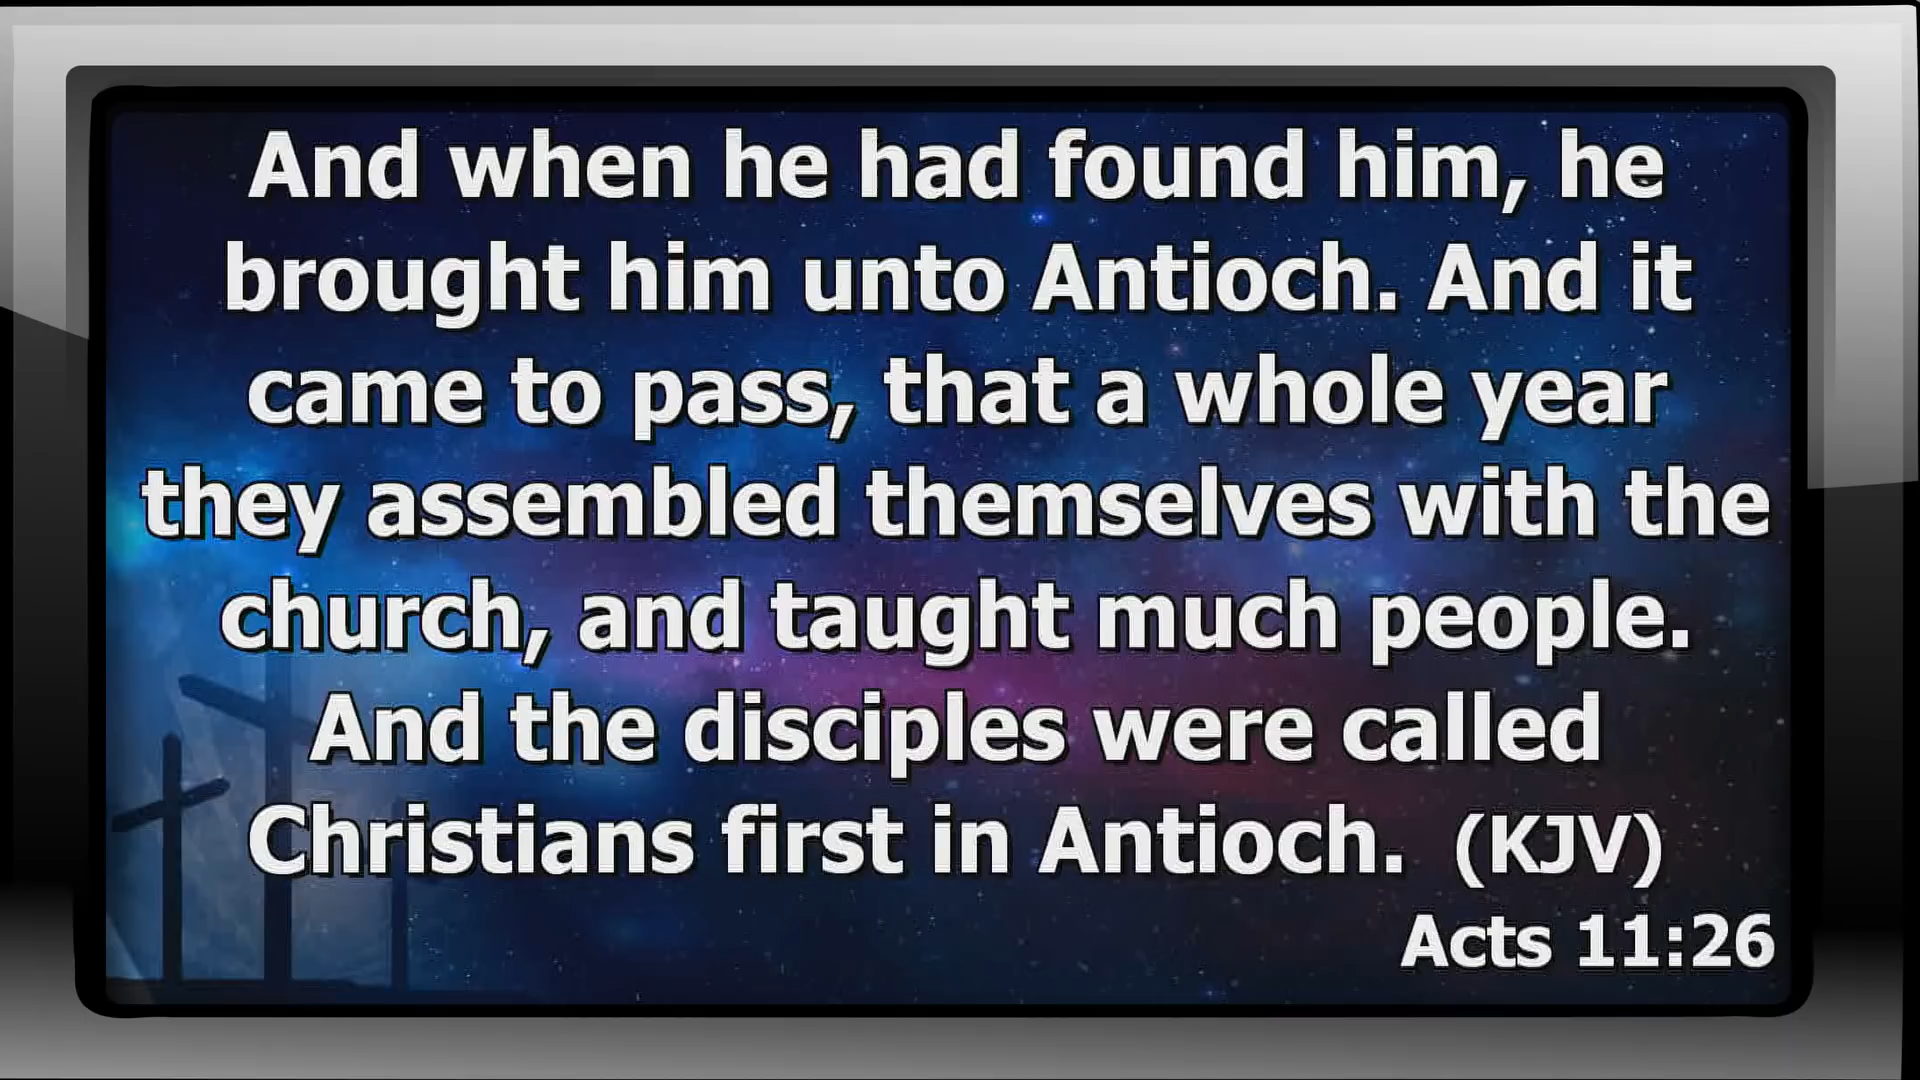 And when he had found him, he
brought him unto Antioch. And it
came to pass, that a whole year
they assembled themselves with the
church, and taught much people.
And the disciples were called
Christians first in Antioch. (KJV)
Acts 11:26